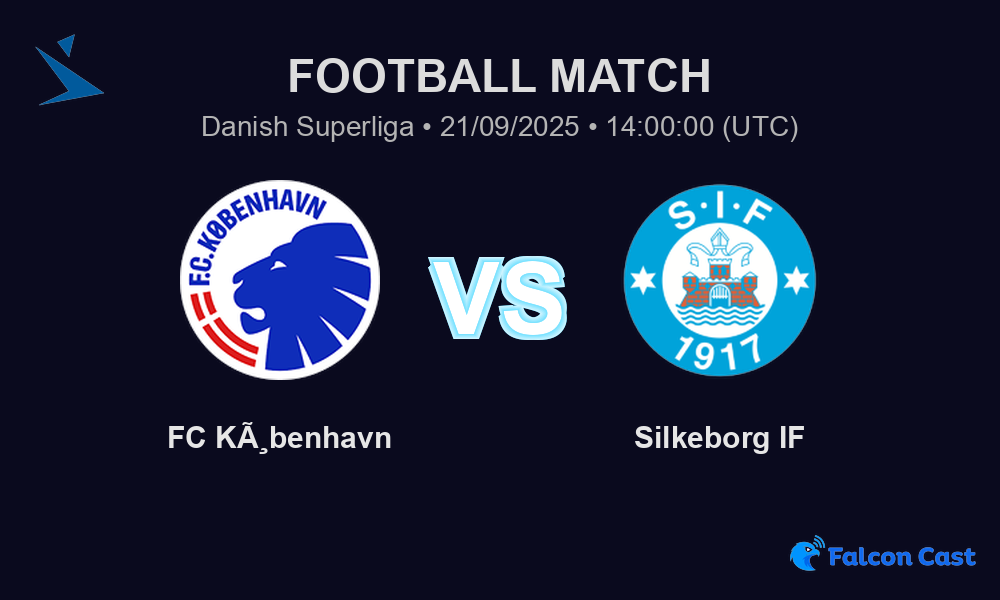 FOOTBALL MATCH
Danish Superliga • 21/09/2025 • 14:00:00 (UTC)
F.C. KØBENHAVN
S·I·F
1917
VS
FC KÃ¸benhavn
Silkeborg IF
Falcon Cast